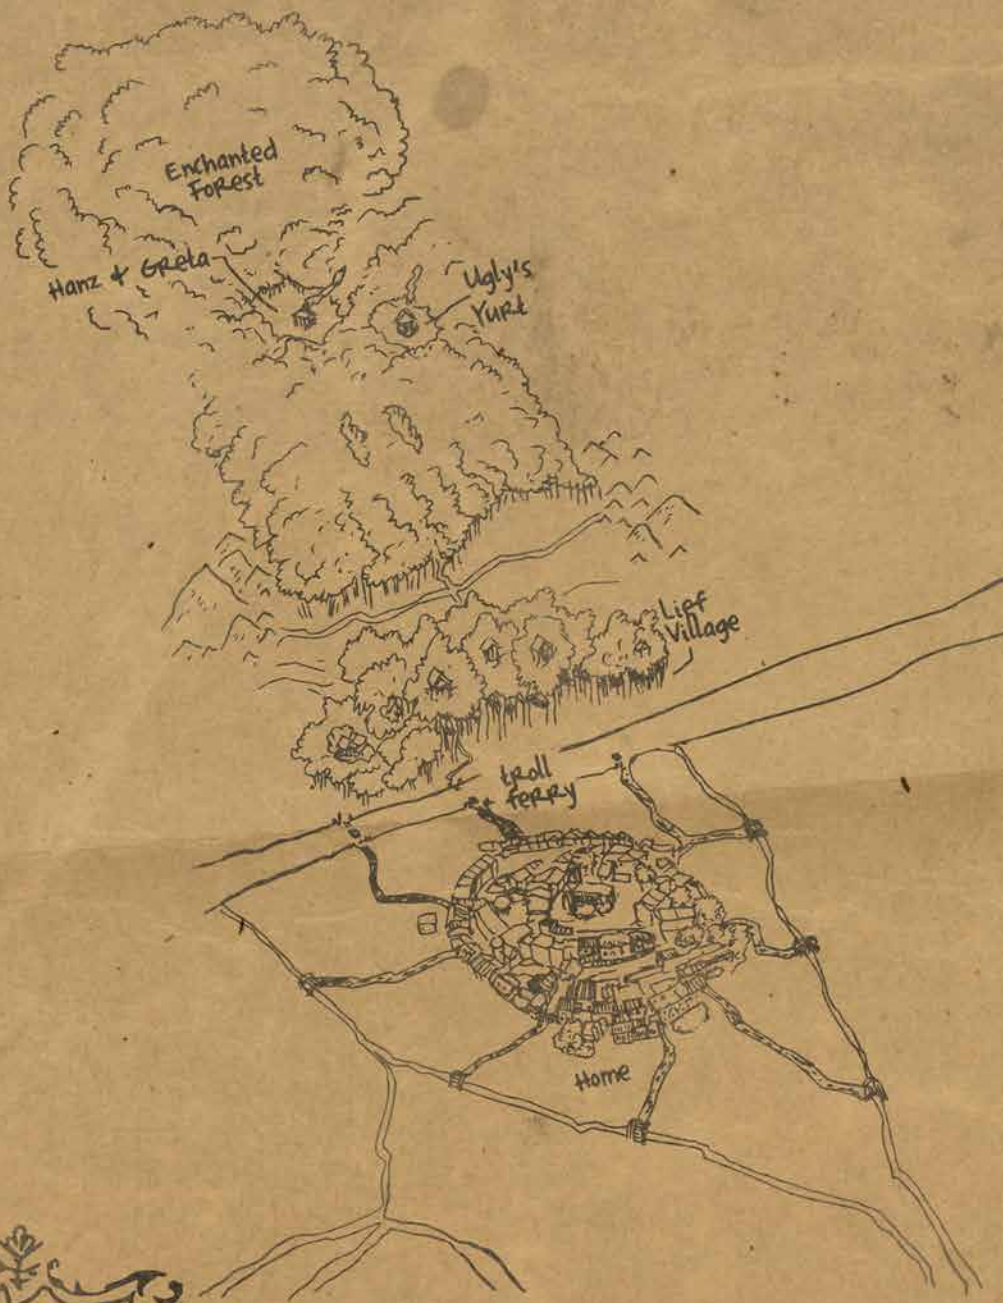 Enchanted
Forest
Hanz & Greta
Ugly's
Yurt
Lief
Village
troll
ferry
Home